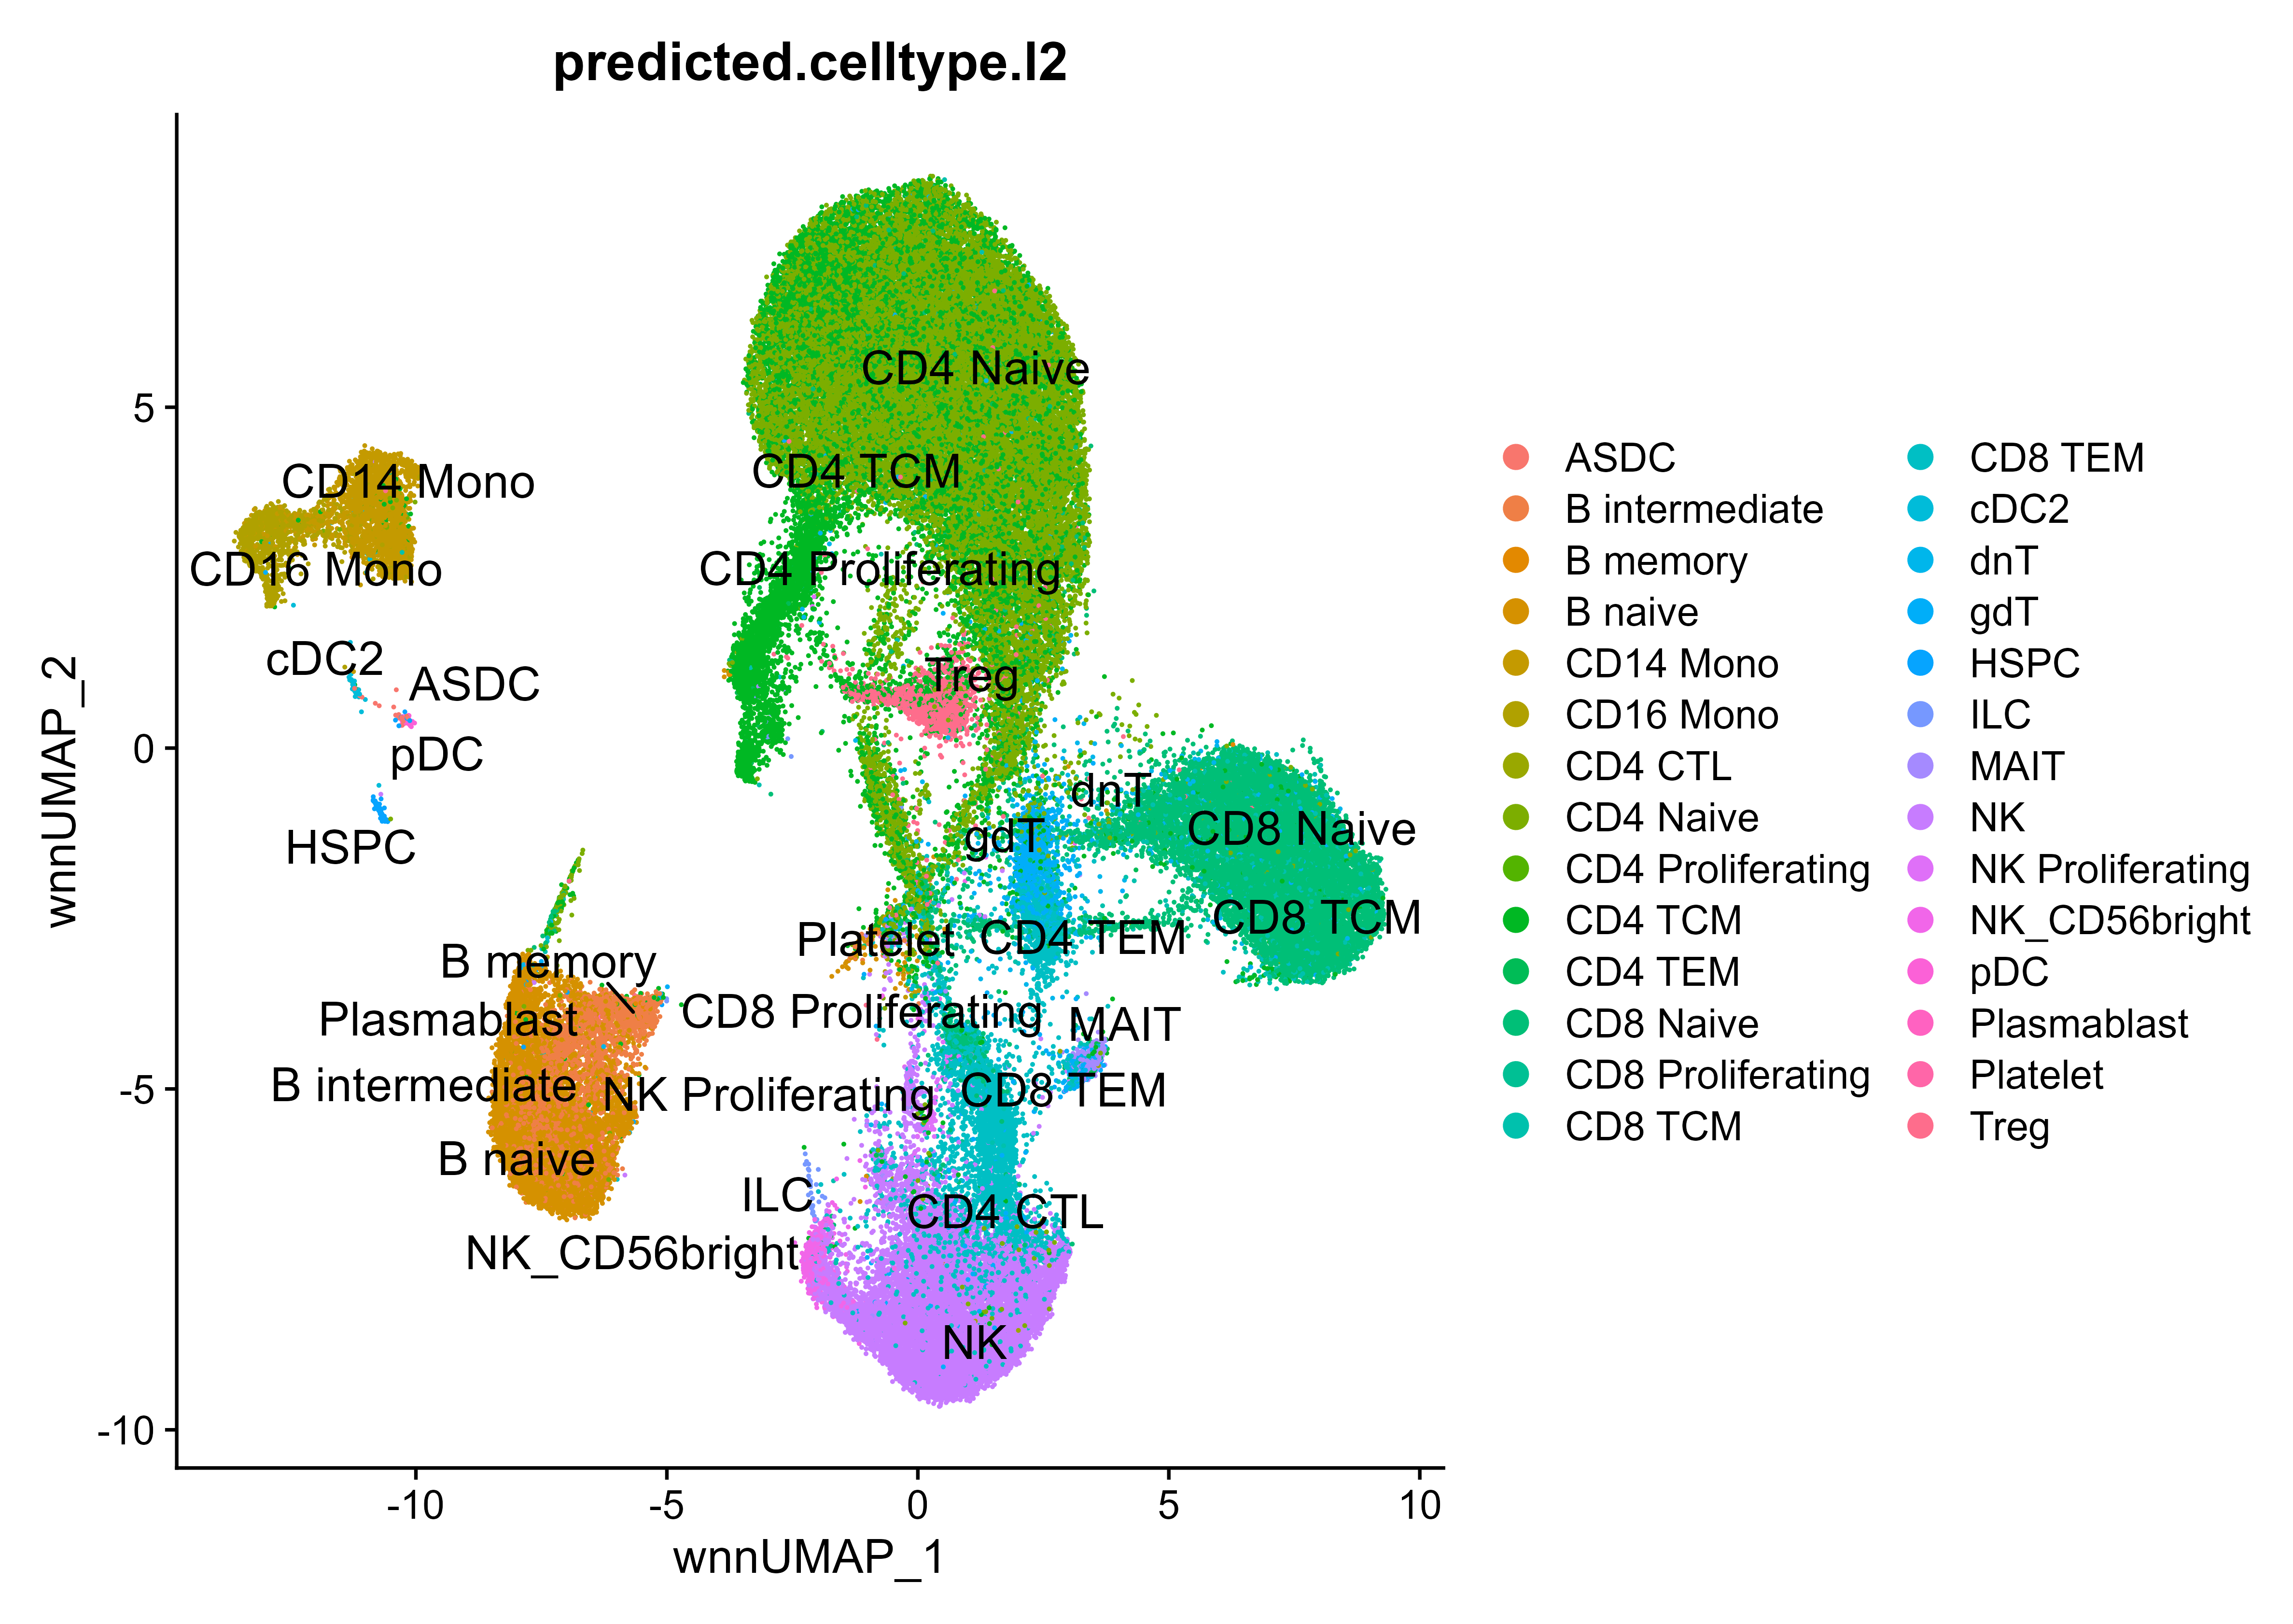 predicted.celltype.l2
wnnUMAP_2
5
0
-5
-10
CD4 Naive
CD4 TCM
CD14 Mono
CD4 Proliferating
CD16 Mono
cDC2
ASDC
Treg
pDC
dnT
gdT
CD8 Naive
HSPC
CD8 TCM
Platelet
CD4 TEM
B memory
Plasmablast
CD8 Proliferating
MAIT
B intermediate
NK Proliferating
CD8 TEM
B naive
ILC
CD4 CTL
NK_CD56bright
NK
-10
-5
0
5
10
wnnUMAP_1
ASDC
B intermediate
B memory
B naive
CD14 Mono
CD16 Mono
CD4 CTL
CD4 Naive
CD4 Proliferating
CD4 TCM
CD4 TEM
CD8 Naive
CD8 Proliferating
CD8 TCM
CD8 TEM
cDC2
dnT
gdT
HSPC
ILC
MAIT
NK
NK Proliferating
NK_CD56bright
pDC
Plasmablast
Platelet
Treg